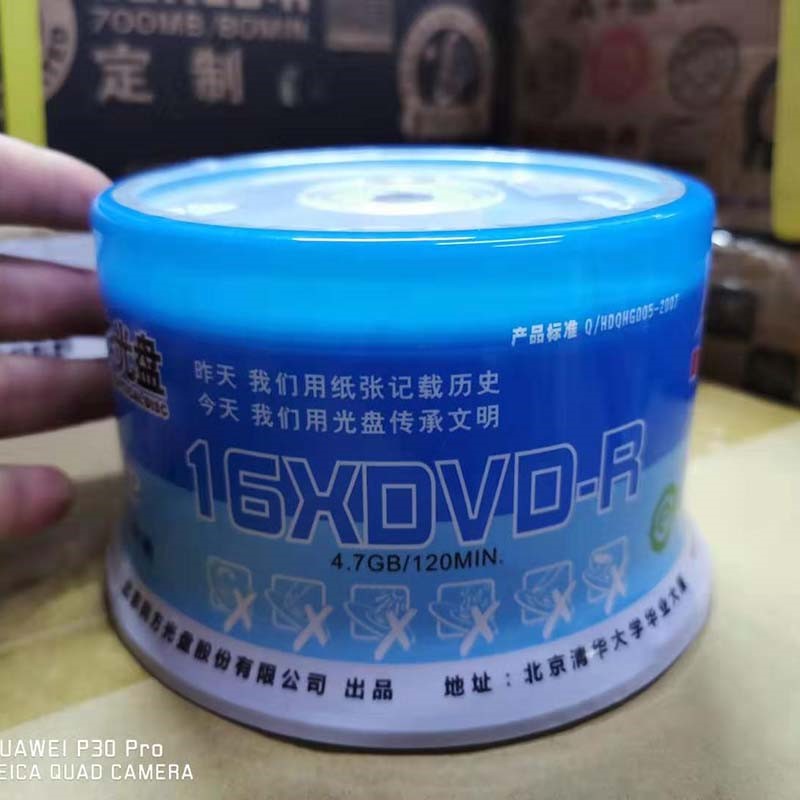 700MB/80MIN
定制
产品标准 Q/HDQHG005-2007
光盘
昨天 我们用纸张记载历史
今天 我们用光盘传承文明
16XDVD-R
4.7GB/120MIN.
光盘股份有限公司 出品 地址：北京清华大学毕业大厦
HUAWEI P30 Pro
LEICA QUAD CAMERA